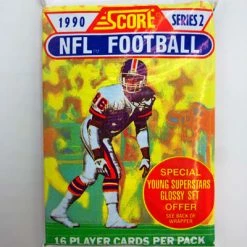 1990 SCORE SERIES 2
NFL FOOTBALL
SPECIAL
YOUNG SUPERSTARS
GLOSSY SET
OFFER
SEE BACK OF
WRAPPER
16 PLAYER CARDS PER PACK